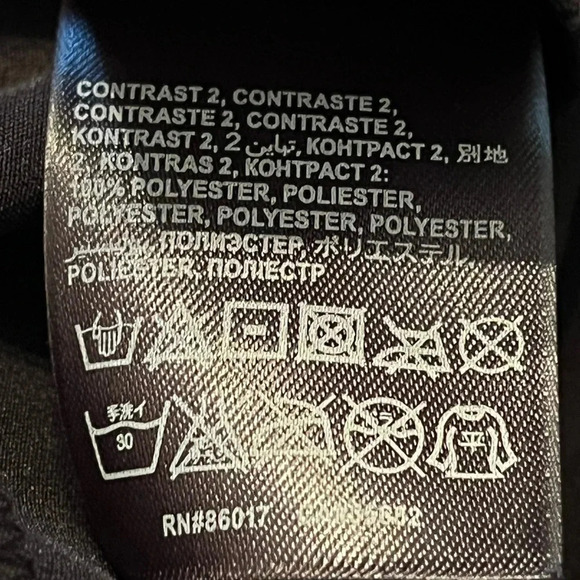 CONTRAST 2, CONTRASTE 2,
CONTRASTE 2, CONTRASTE 2,
KONTRAST 2, تباين 2, КОНТРАСТ 2, 別地
2, KONTRAS 2, КОНТРАСТ 2:
100% POLYESTER, POLIESTER,
POLYESTER, POLYESTER, POLYESTER,
ПОЛИЭСТЕР, ポリエステル
POLIESTER, ПОЛІЕСТР
手洗イ
30
平
RN#86017